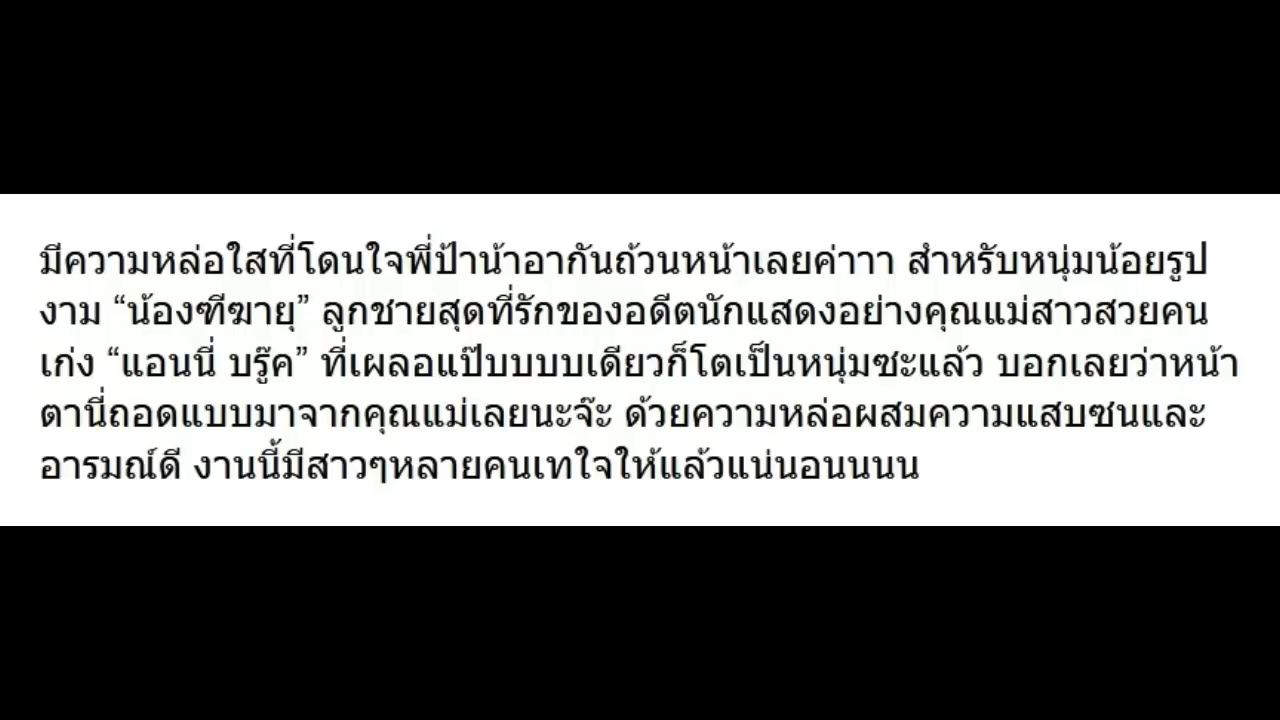 มีความหล่อใสที่โดนใจพี่ป้าน้าอากันถ้วนหน้าเลยค่าาา สำหรับหนุ่มน้อยรูป
งาม “น้องฑีฆายุ” ลูกชายสุดที่รักของอดีตนักแสดงอย่างคุณแม่สาวสวยคน
เก่ง “แอนนี่ บรู๊ค” ที่เผลอแป๊บบบบเดียวก็โตเป็นหนุ่มซะแล้ว บอกเลยว่าหน้า
ตานี่ถอดแบบมาจากคุณแม่เลยนะจ๊ะ ด้วยความหล่อผสมความแสบซนและ
อารมณ์ดี งานนี้มีสาวๆหลายคนเทใจให้แล้วแน่นอนนนน